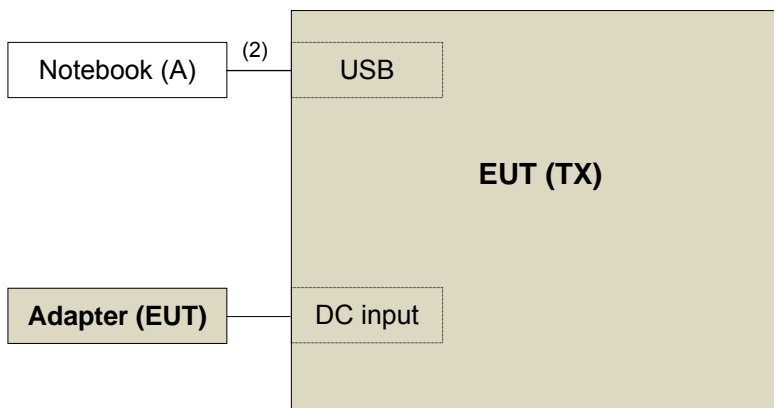 (2)
Notebook (A)
USB
EUT (TX)
Adapter (EUT)
DC input